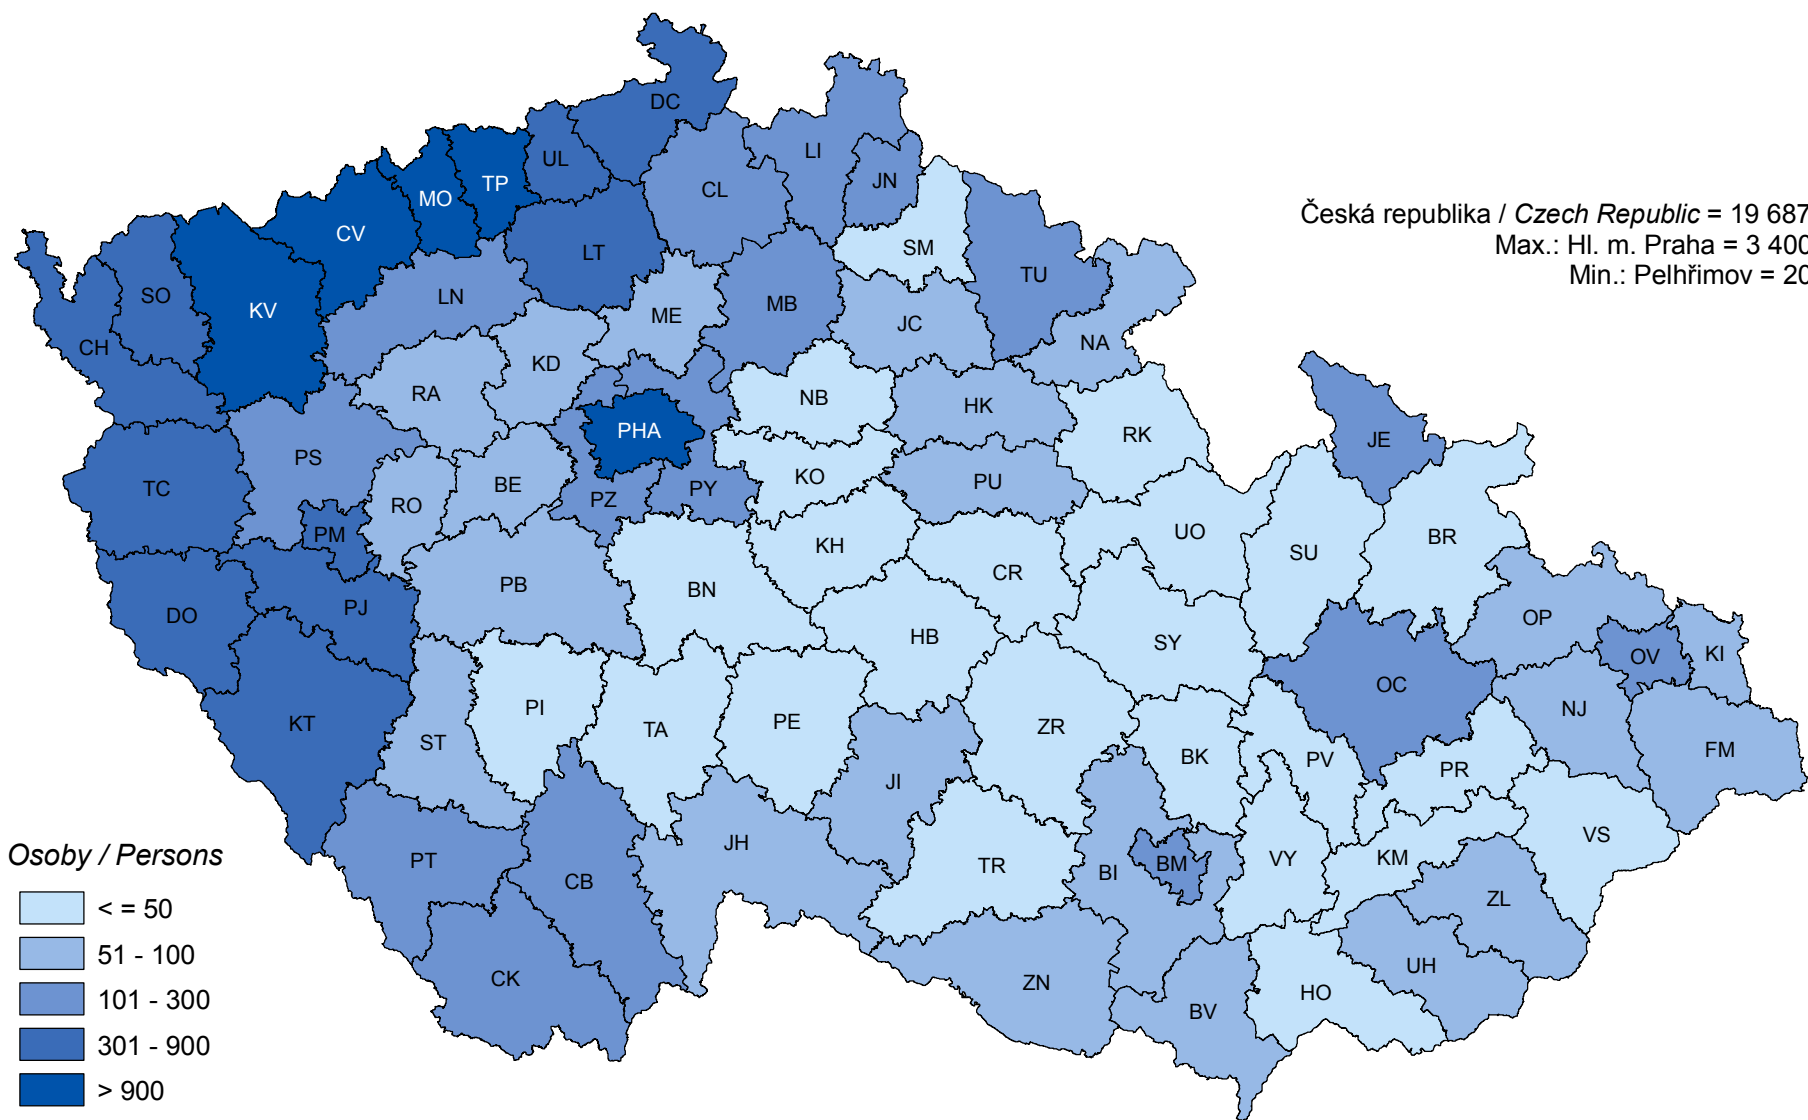 DC
UL
TP
MO
CL
LI
JN
CV
LT
SM
Česká republika / Czech Republic = 19 687
Max.: Hl. m. Praha = 3 400
Min.: Pelhřimov = 20
SO
KV
LN
ME
MB
TU
JC
NA
CH
KD
RA
NB
HK
PHA
RK
JE
PS
KO
PU
TC
BE
RO
PZ
PY
PM
KH
UO
SU
BR
CR
PB
BN
DO
PJ
HB
SY
OP
OV
KI
OC
PI
TA
PE
ZR
NJ
KT
ST
BK
PV
FM
PR
JI
VS
Osoby / Persons
PT
JH
TR
BM
BI
VY
KM
CB
ZL
< = 50
51 - 100
101 - 300
301 - 900
> 900
CK
ZN
BV
HO
UH